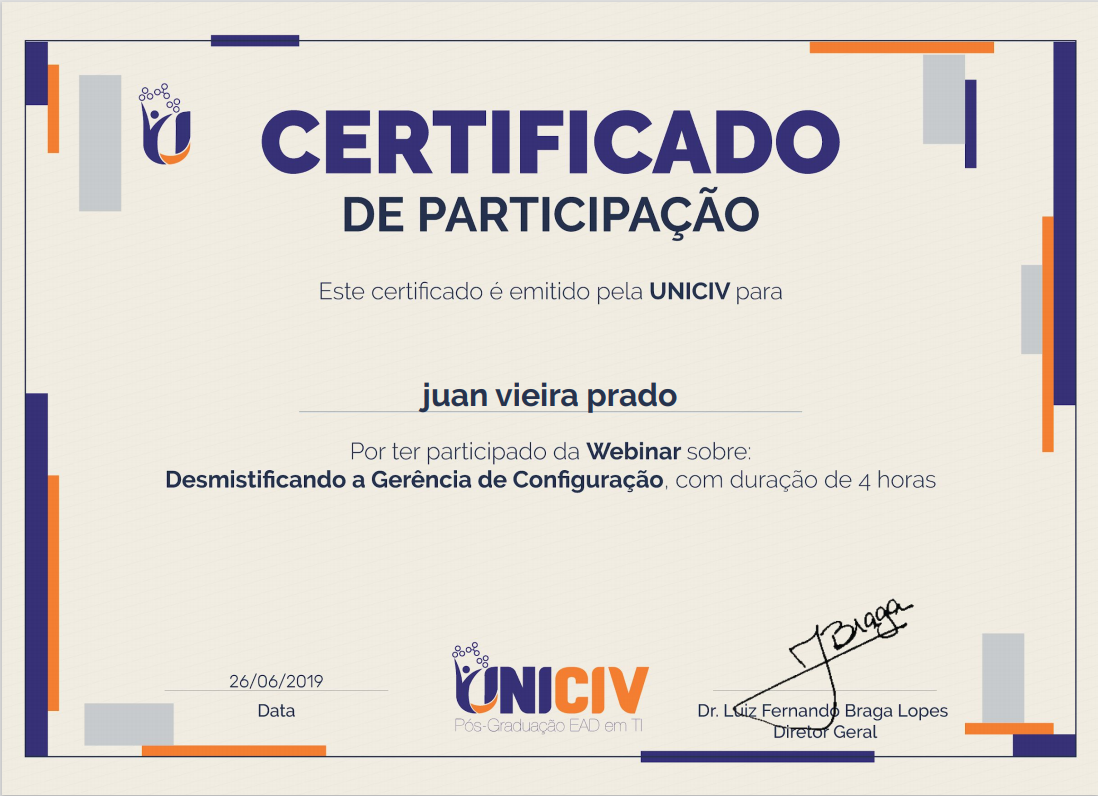 CERTIFICADO
DE PARTICIPAÇÃO
Este certificado é emitido pela UNICIV para
juan vieira prado
Por ter participado da Webinar sobre:
Desmistificando a Gerência de Configuração, com duração de 4 horas
26/06/2019
Data
UNICIV
Pós-Graduação EAD em TI
Braga
Dr. Luiz Fernando Braga Lopes
Diretor Geral